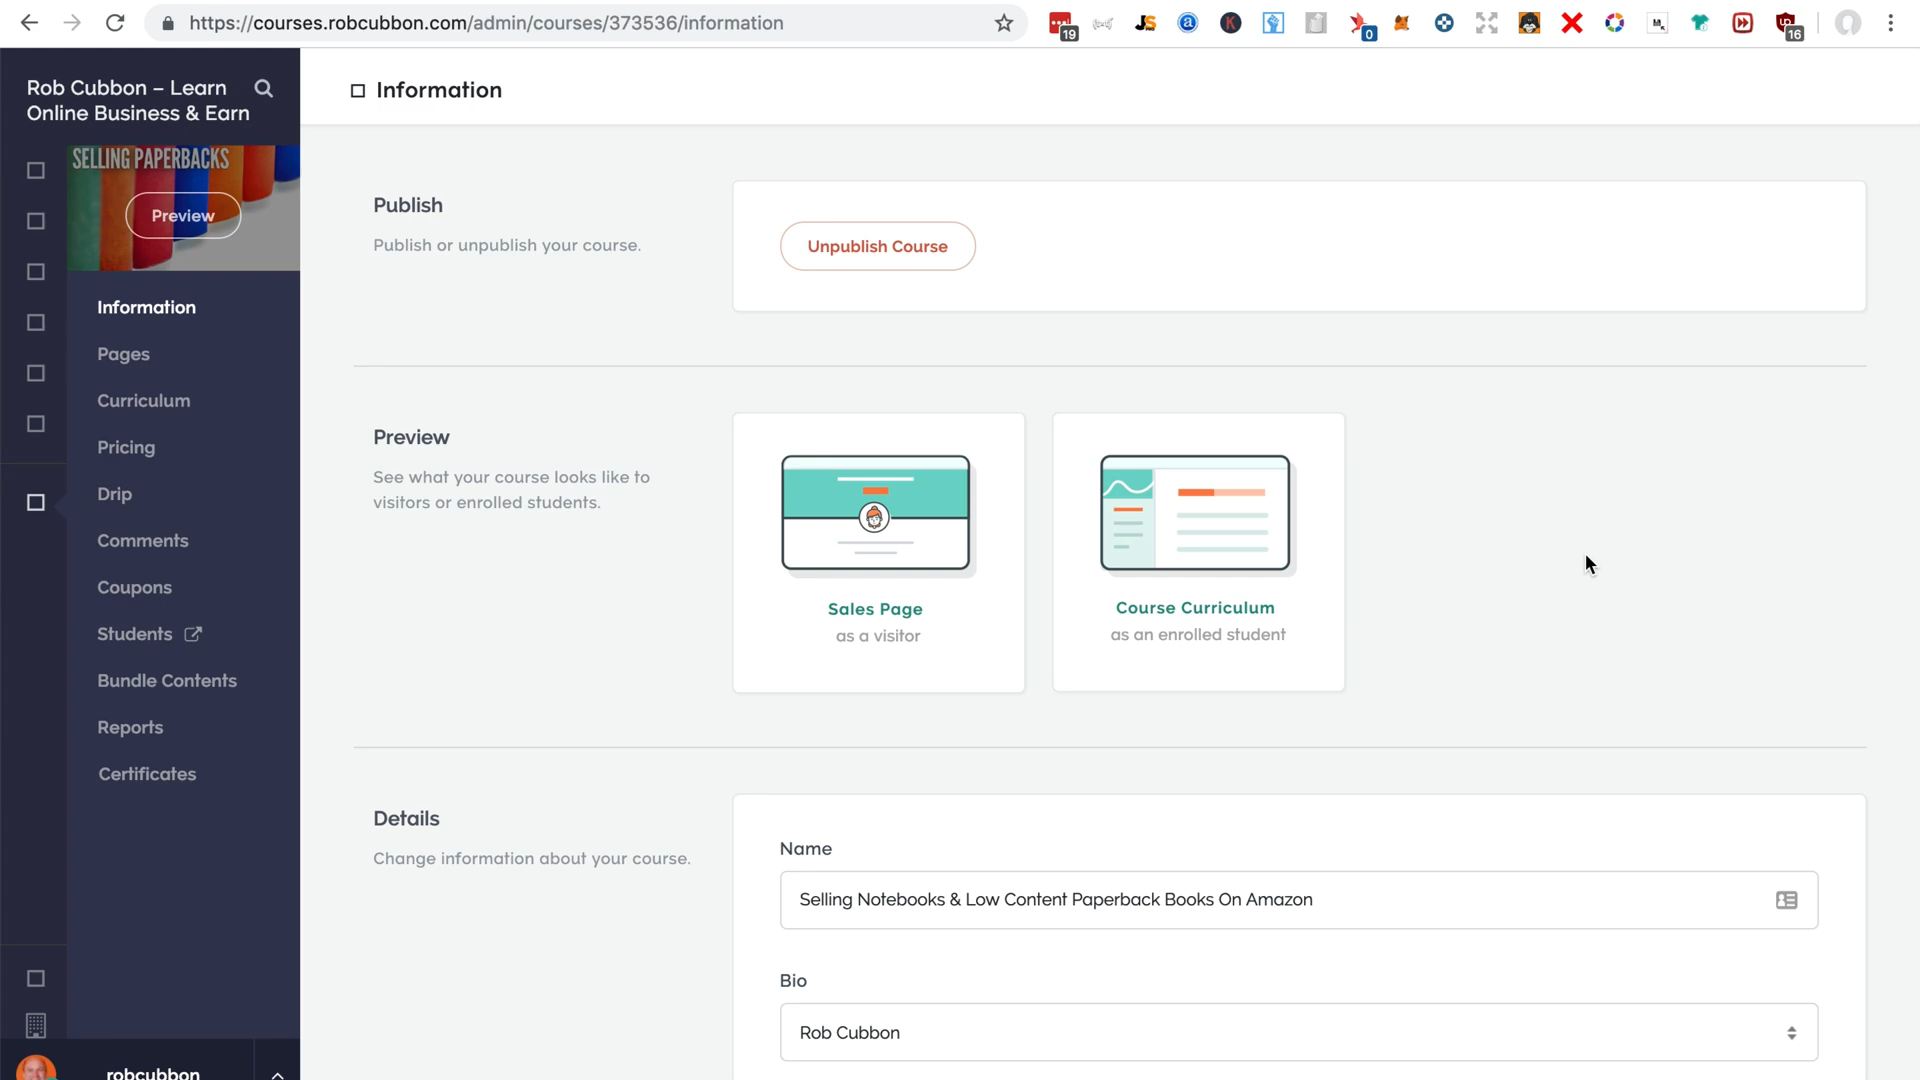 https://courses.robcubbon.com/admin/courses/373536/information
19
JS
a
K
0
16
Rob Cubbon – Learn
Online Business & Earn
SELLING PAPERBACKS
Preview
Information
Pages
Curriculum
Pricing
Drip
Comments
Coupons
Students
Bundle Contents
Reports
Certificates
robcubbon
Information
Publish
Publish or unpublish your course.
Unpublish Course
Preview
See what your course looks like to
visitors or enrolled students.
Sales Page
as a visitor
Course Curriculum
as an enrolled student
Details
Change information about your course.
Name
Selling Notebooks & Low Content Paperback Books On Amazon
Bio
Rob Cubbon